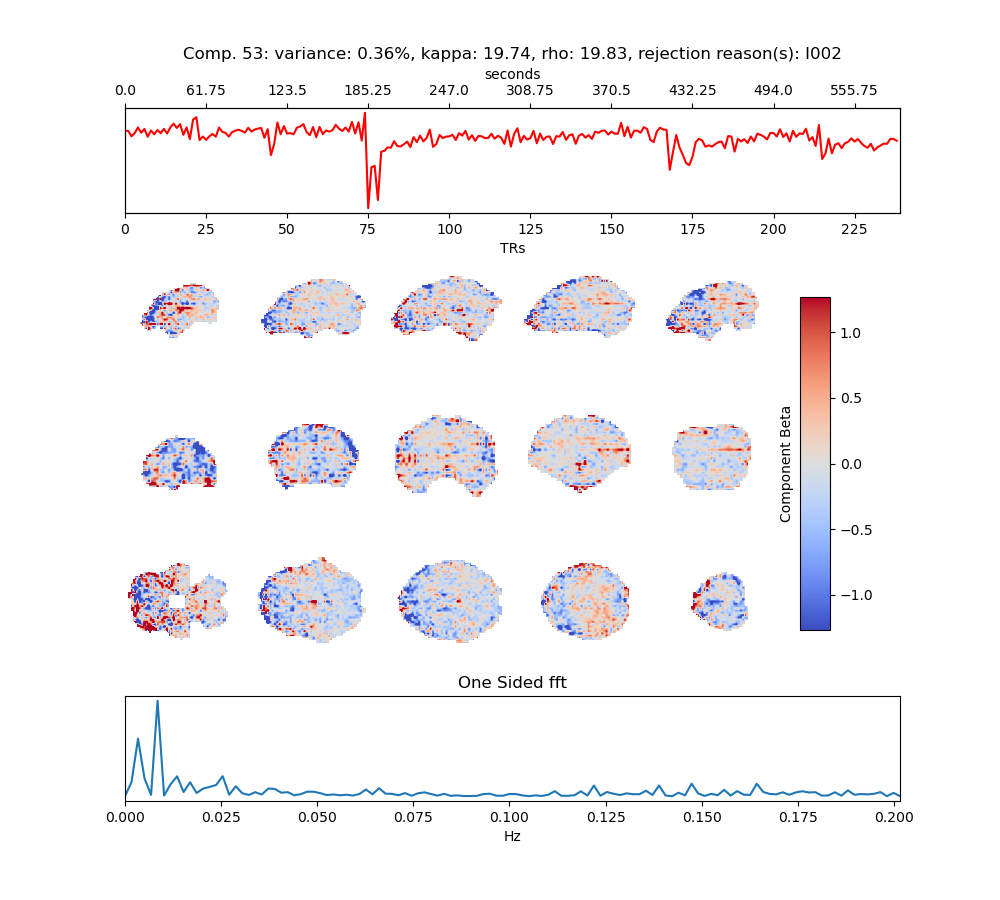 Comp. 53: variance: 0.36%, kappa: 19.74, rho: 19.83, rejection reason(s): I002
seconds
0.0 61.75 123.5 185.25 247.0 308.75 370.5 432.25 494.0 555.75
0 25 50 75 100 125 150 175 200 225
TRs
1.0
0.5
0.0
−0.5
−1.0
Component Beta
One Sided fft
0.000 0.025 0.050 0.075 0.100 0.125 0.150 0.175 0.200
Hz